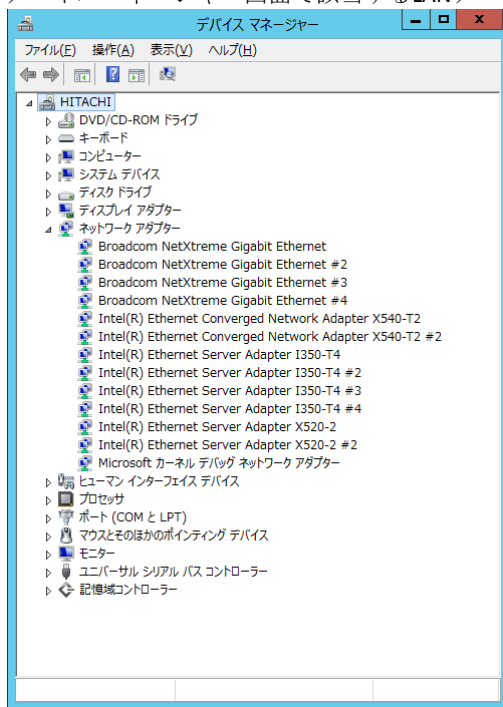 デバイス マネージャー
ファイル(F) 操作(A) 表示(V) ヘルプ(H)
HITACHI
DVD/CD-ROM ドライブ
キーボード
コンピューター
システム デバイス
ディスク ドライブ
ディスプレイ アダプター
ネットワーク アダプター
Broadcom NetXtreme Gigabit Ethernet
Broadcom NetXtreme Gigabit Ethernet #2
Broadcom NetXtreme Gigabit Ethernet #3
Broadcom NetXtreme Gigabit Ethernet #4
Intel(R) Ethernet Converged Network Adapter X540-T2
Intel(R) Ethernet Converged Network Adapter X540-T2 #2
Intel(R) Ethernet Server Adapter I350-T4
Intel(R) Ethernet Server Adapter I350-T4 #2
Intel(R) Ethernet Server Adapter I350-T4 #3
Intel(R) Ethernet Server Adapter I350-T4 #4
Intel(R) Ethernet Server Adapter X520-2
Intel(R) Ethernet Server Adapter X520-2 #2
Microsoft カーネル デバッグ ネットワーク アダプター
ヒューマン インターフェイス デバイス
プロセッサ
ポート (COM と LPT)
マウスとそのほかのポインティング デバイス
モニター
ユニバーサル シリアル バス コントローラー
記憶域コントローラー